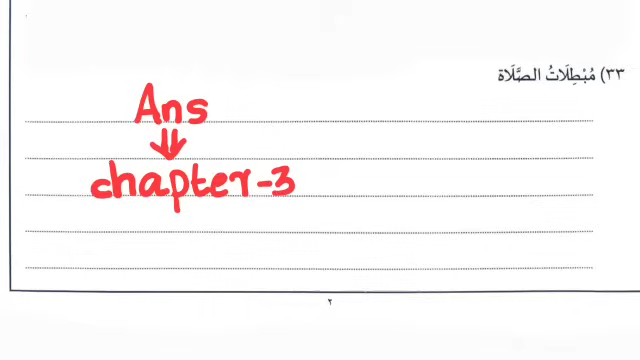 ٣٣) مُبْطِلَاتُ الصَّلَاة
Ans
⇓
chapter-3
٢